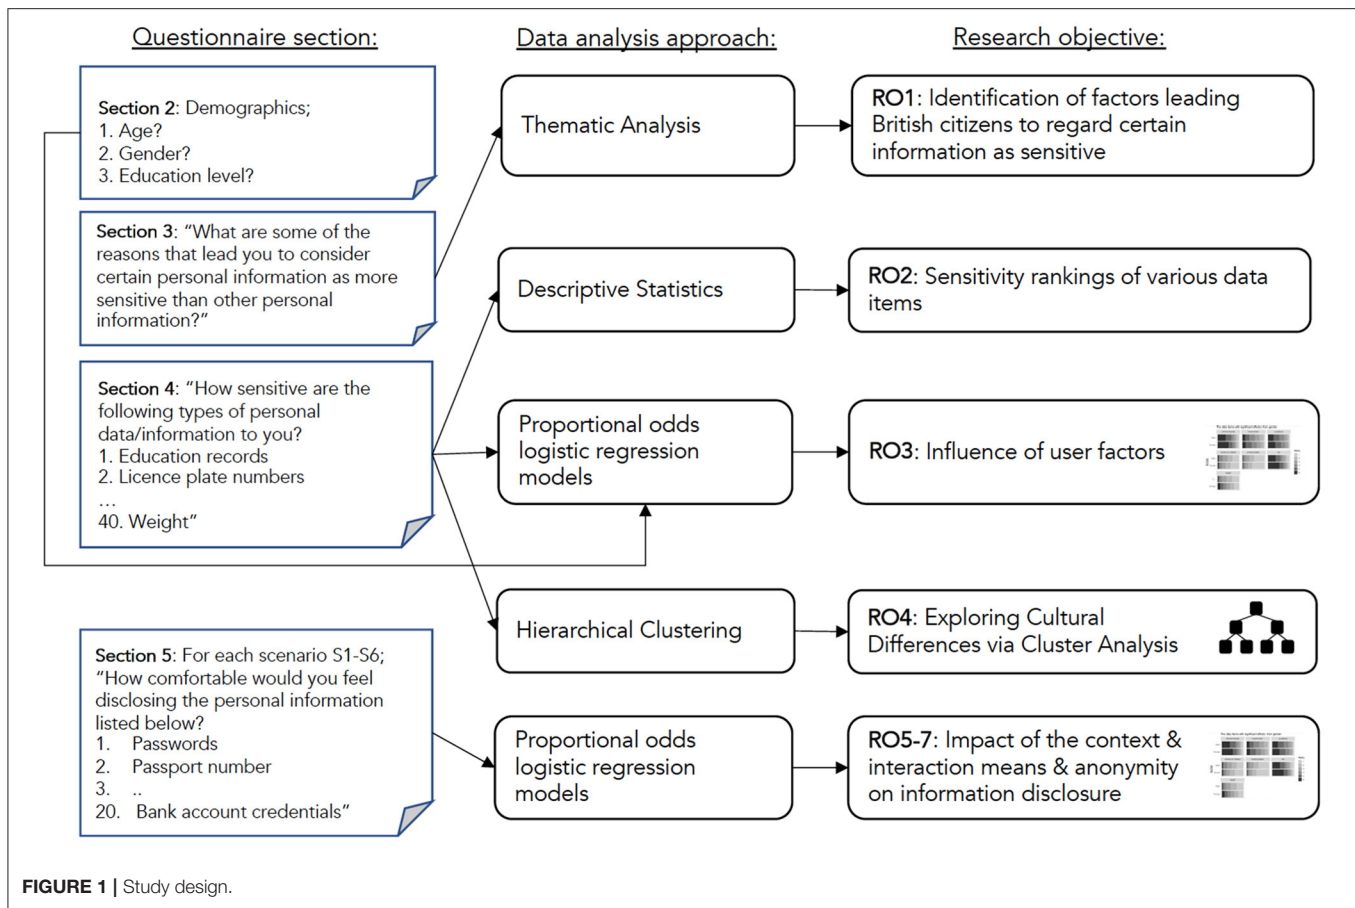 Questionnaire section:
Data analysis approach:
Research objective:
Section 2: Demographics;
1. Age?
2. Gender?
3. Education level?
Section 3: “What are some of the
reasons that lead you to consider
certain personal information as more
sensitive than other personal
information?”
Section 4: “How sensitive are the
following types of personal
data/information to you?
1. Education records
2. Licence plate numbers
...
40. Weight”
Section 5: For each scenario S1-S6;
“How comfortable would you feel
disclosing the personal information
listed below?
1. Passwords
2. Passport number
3. ..
20. Bank account credentials”
Thematic Analysis
Descriptive Statistics
Proportional odds
logistic regression
models
Hierarchical Clustering
Proportional odds
logistic regression
models
RO1: Identification of factors leading
British citizens to regard certain
information as sensitive
RO2: Sensitivity rankings of various data
items
RO3: Influence of user factors
RO4: Exploring Cultural
Differences via Cluster Analysis
RO5-7: Impact of the context &
interaction means & anonymity
on information disclosure
FIGURE 1 | Study design.